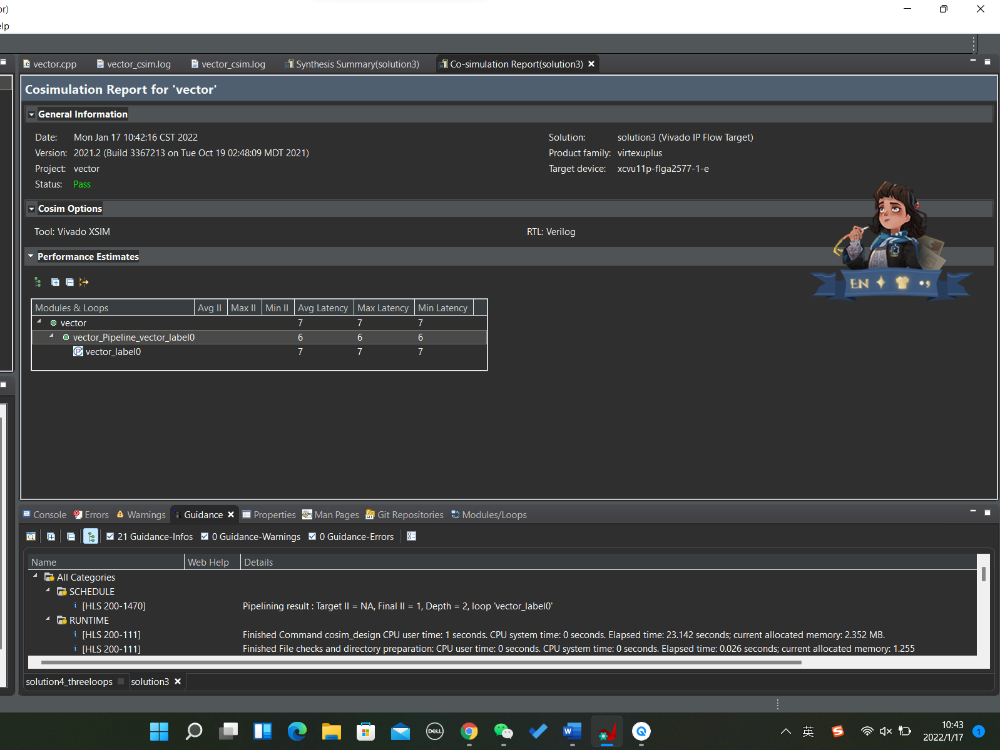 or)
elp
vector.cpp
vector_csim.log
vector_csim.log
Synthesis Summary(solution3)
Co-simulation Report(solution3)
Cosimulation Report for 'vector'
General Information
Date: Mon Jan 17 10:42:16 CST 2022
Solution: solution3 (Vivado IP Flow Target)
Version: 2021.2 (Build 3367213 on Tue Oct 19 02:48:09 MDT 2021)
Product family: virtexuplus
Project: vector
Target device: xcvu11p-flga2577-1-e
Status: Pass
Cosim Options
Tool: Vivado XSIM
RTL: Verilog
Performance Estimates
EN
Modules & Loops Avg II Max II Min II Avg Latency Max Latency Min Latency
vector 7 7 7
vector_Pipeline_vector_label0 6 6 6
vector_label0 7 7 7
Console Errors Warnings Guidance Properties Man Pages Git Repositories Modules/Loops
21 Guidance-Infos 0 Guidance-Warnings 0 Guidance-Errors
Name Web Help Details
All Categories
SCHEDULE
[HLS 200-1470] Pipelining result : Target II = NA, Final II = 1, Depth = 2, loop 'vector_label0'
RUNTIME
[HLS 200-111] Finished Command cosim_design CPU user time: 1 seconds. CPU system time: 0 seconds. Elapsed time: 23.142 seconds; current allocated memory: 2.352 MB.
[HLS 200-111] Finished File checks and directory preparation: CPU user time: 0 seconds. CPU system time: 0 seconds. Elapsed time: 0.026 seconds; current allocated memory: 1.255
solution4_threeloops solution3
DELL
W
英
S
10:43
2022/1/17
1